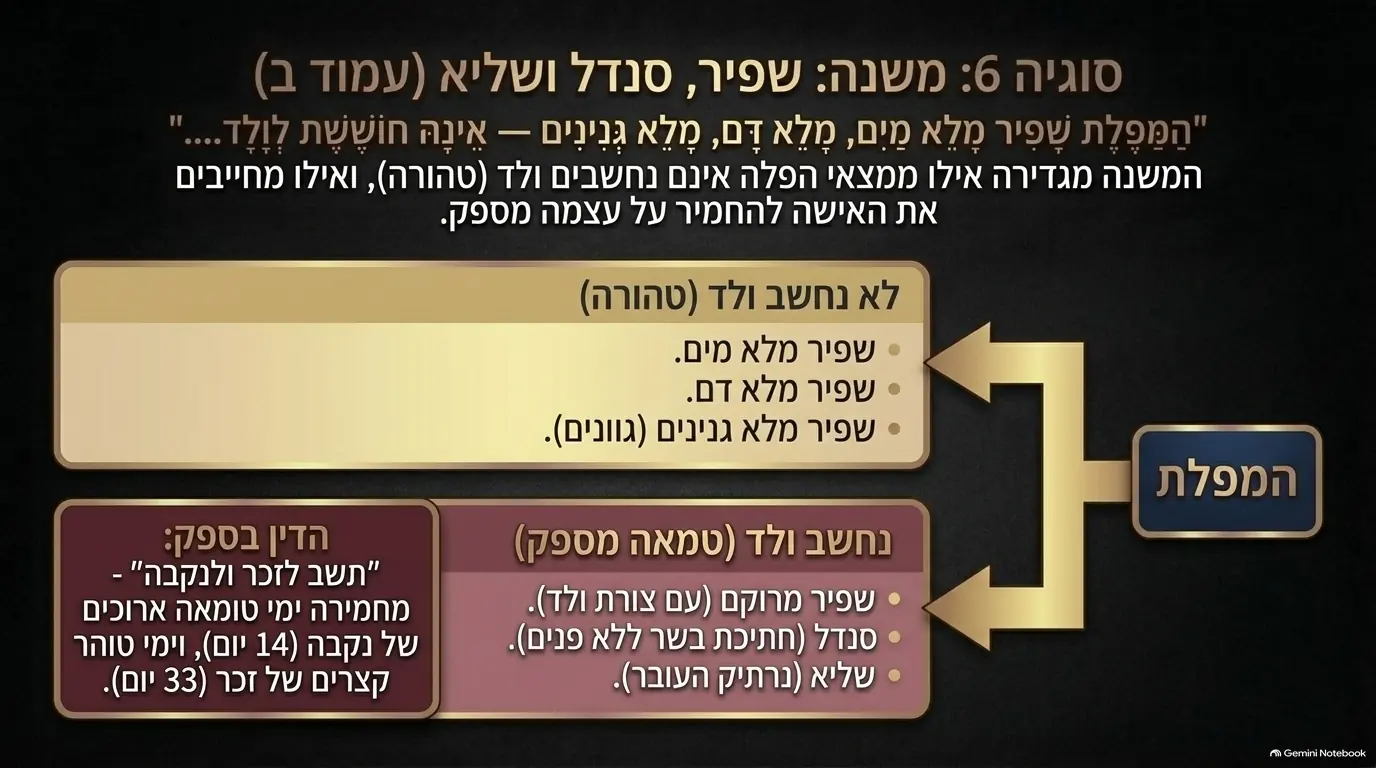 סוגיה 6: משנה: שפיר, סנדל ושליא (עמוד ב)
"הַמַּפֶּלֶת שָׁפִיר מָלֵא מַיִם, מָלֵא דָּם, מָלֵא גְּנִינִים — אֵינָהּ חוֹשֶׁשֶׁת לְוָלָד...."
המשנה מגדירה אילו ממצאי הפלה אינם נחשבים ולד (טהורה), ואילו מחייבים
את האישה להחמיר על עצמה מספק.
המפלת
לא נחשב ולד (טהורה)
• שפיר מלא מים.
• שפיר מלא דם.
• שפיר מלא גנינים (גוונים).
נחשב ולד (טמאה מספק)
• שפיר מרוקם (עם צורת ולד).
• סנדל (חתיכת בשר ללא פנים).
• שליא (נרתיק העובר).
הדין בספק:
"תשב לזכר ולנקבה" -
מחמירה ימי טומאה ארוכים
של נקבה (14 יום), וימי טוהר
קצרים של זכר (33 יום).
Gemini Notebook